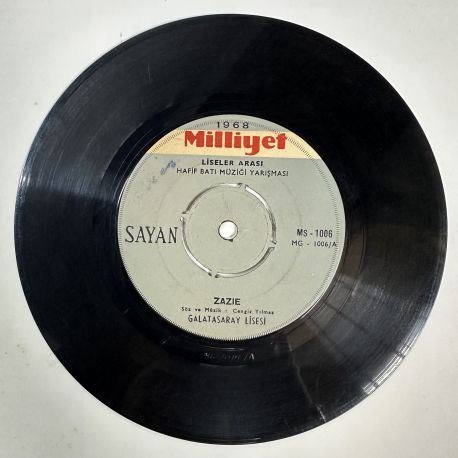 1968
Milliyet
LİSELER ARASI
HAFİF BATI MÜZİĞİ YARIŞMASI
SAYAN
MS - 1006
MG - 1006/A
ZAZIE
Söz ve Müzik : Cengiz Yılmaz
GALATASARAY LİSESİ